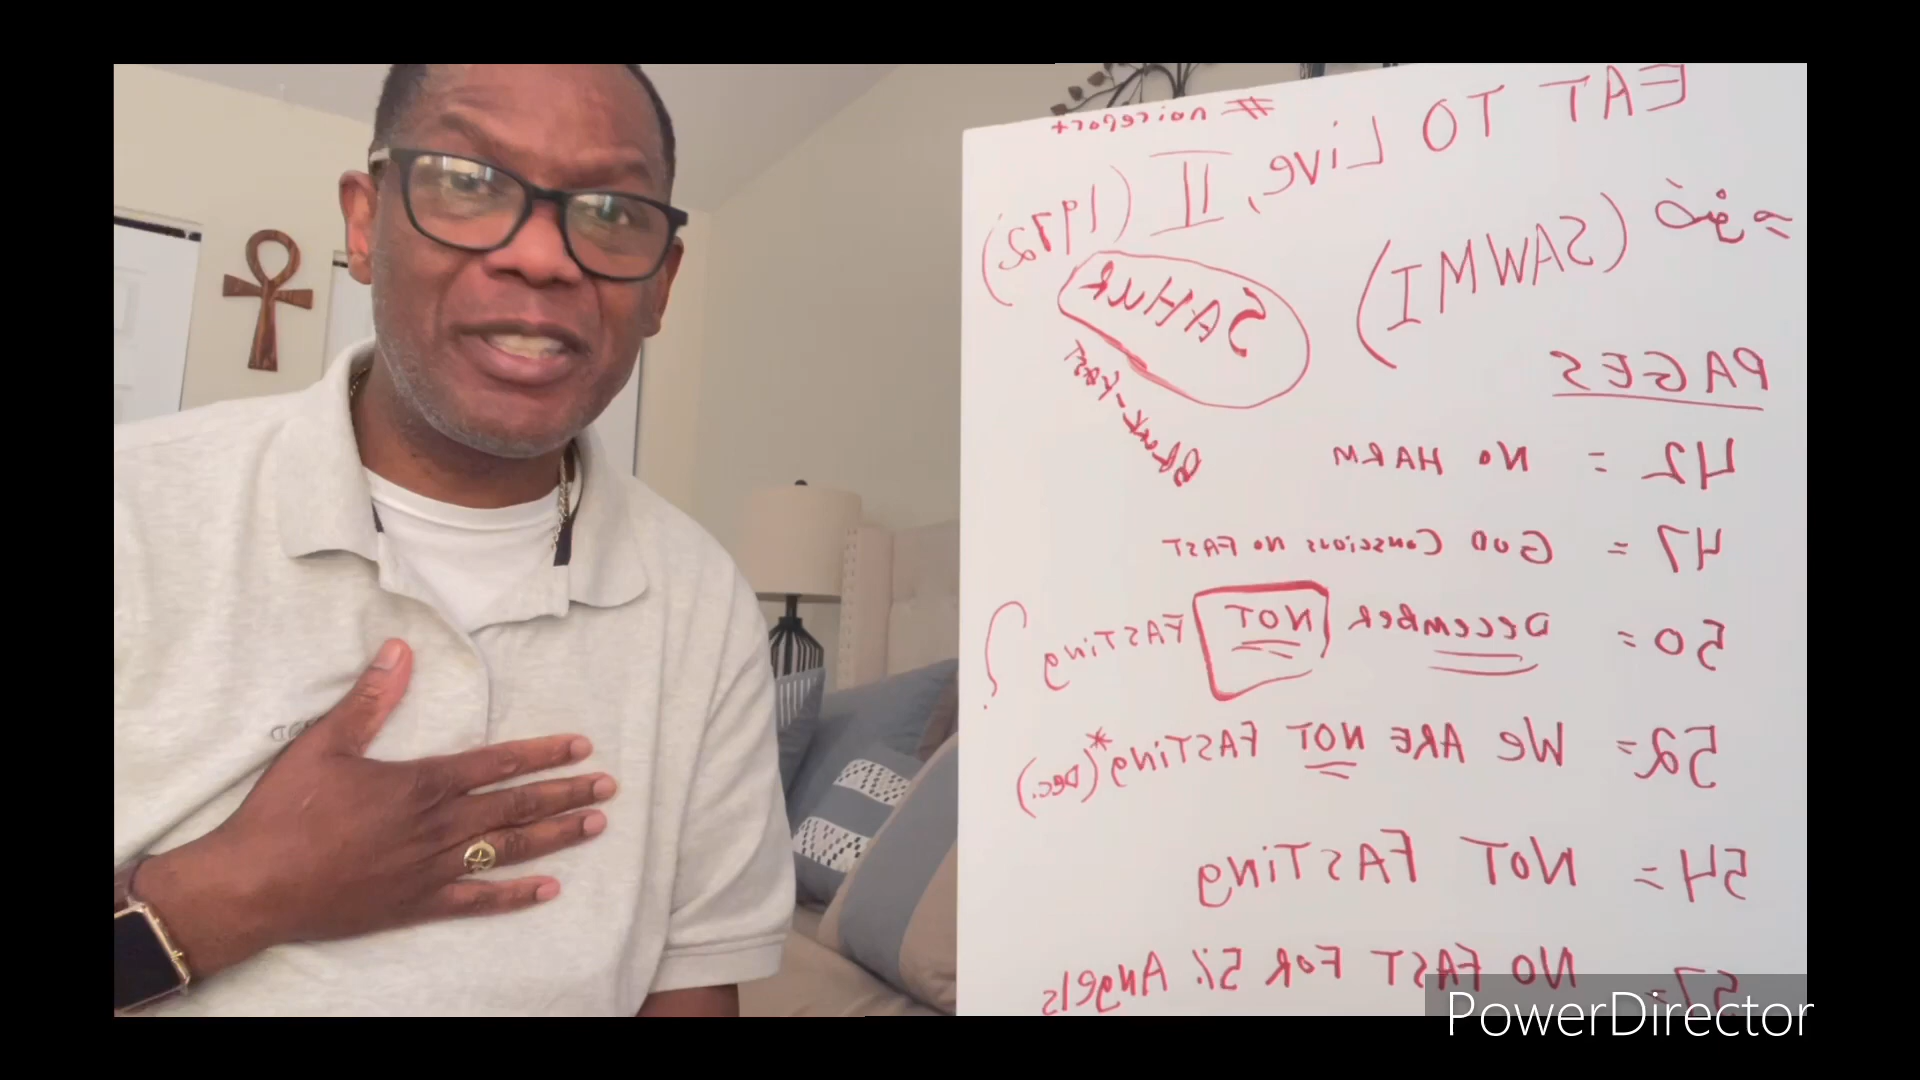 EAT TO Live, II (1972)
#noireport
(SAWMI)
SAHUR
Break-fast
PAGES
42 = No HARM
47 = GOD Conscious No FAST
50 = DECEMBER NOT FASTing ?
52 = We ARE NOT FASTing* (Dec.)
54 = NOT FASTing
57 = NO FAST FOR 5% Angels
PowerDirector